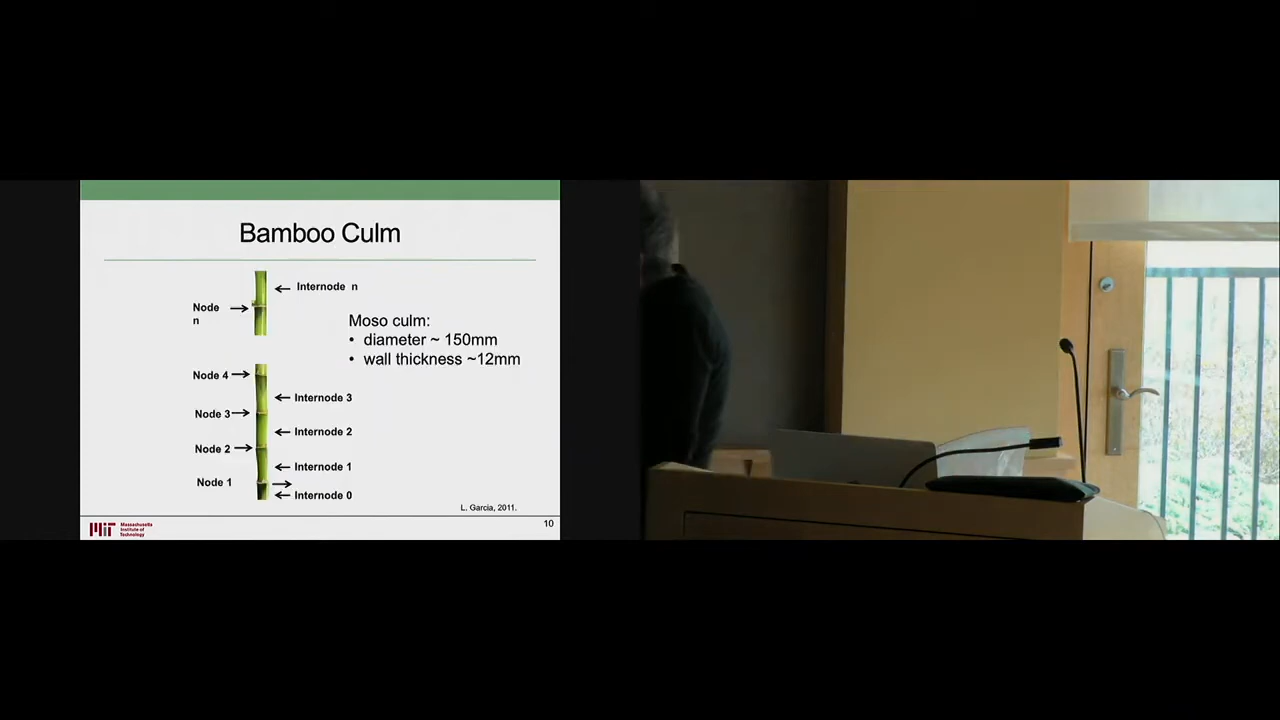 Bamboo Culm
Internode n
Node
n
Moso culm:
• diameter ~ 150mm
• wall thickness ~12mm
Node 4
Internode 3
Node 3
Internode 2
Node 2
Internode 1
Node 1
Internode 0
L. Garcia, 2011.
MIT Massachusetts
Institute of
Technology
10